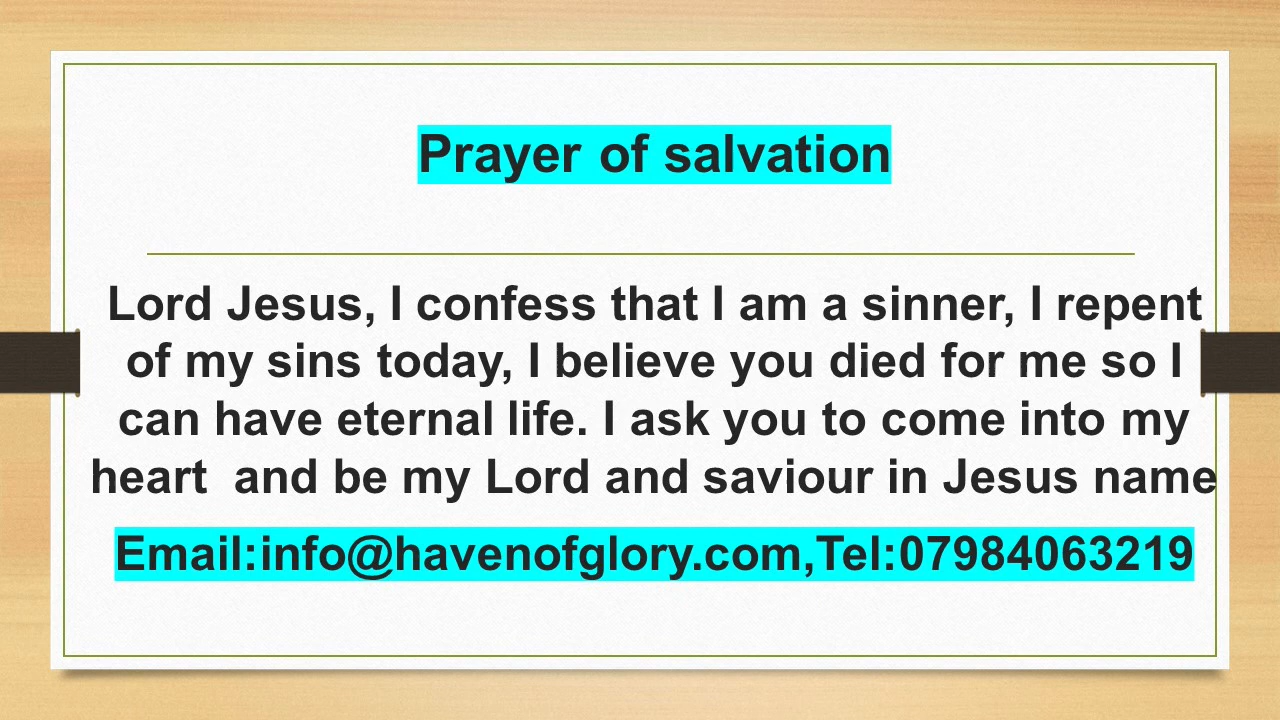 Prayer of salvation
Lord Jesus, I confess that I am a sinner, I repent
of my sins today, I believe you died for me so I
can have eternal life. I ask you to come into my
heart  and be my Lord and saviour in Jesus name
Email:info@havenofglory.com,Tel:07984063219